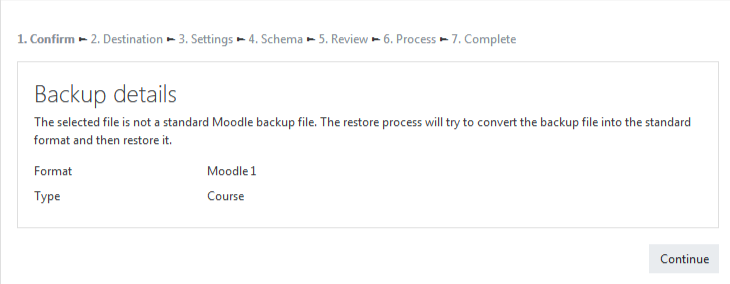 1. Confirm ► 2. Destination ► 3. Settings ► 4. Schema ► 5. Review ► 6. Process ► 7. Complete
Backup details
The selected file is not a standard Moodle backup file. The restore process will try to convert the backup file into the standard
format and then restore it.
Format Moodle 1
Type Course
Continue